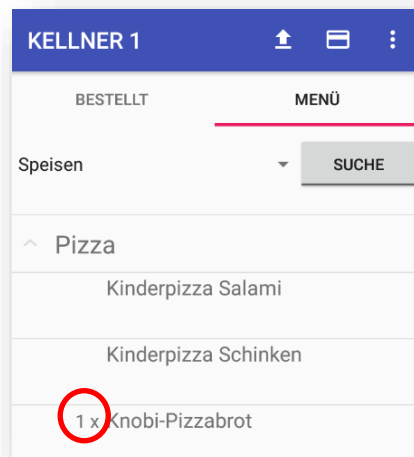 KELLNER 1
BESTELLT MENÜ
Speisen SUCHE
Pizza
Kinderpizza Salami
Kinderpizza Schinken
1 x Knobi-Pizzabrot